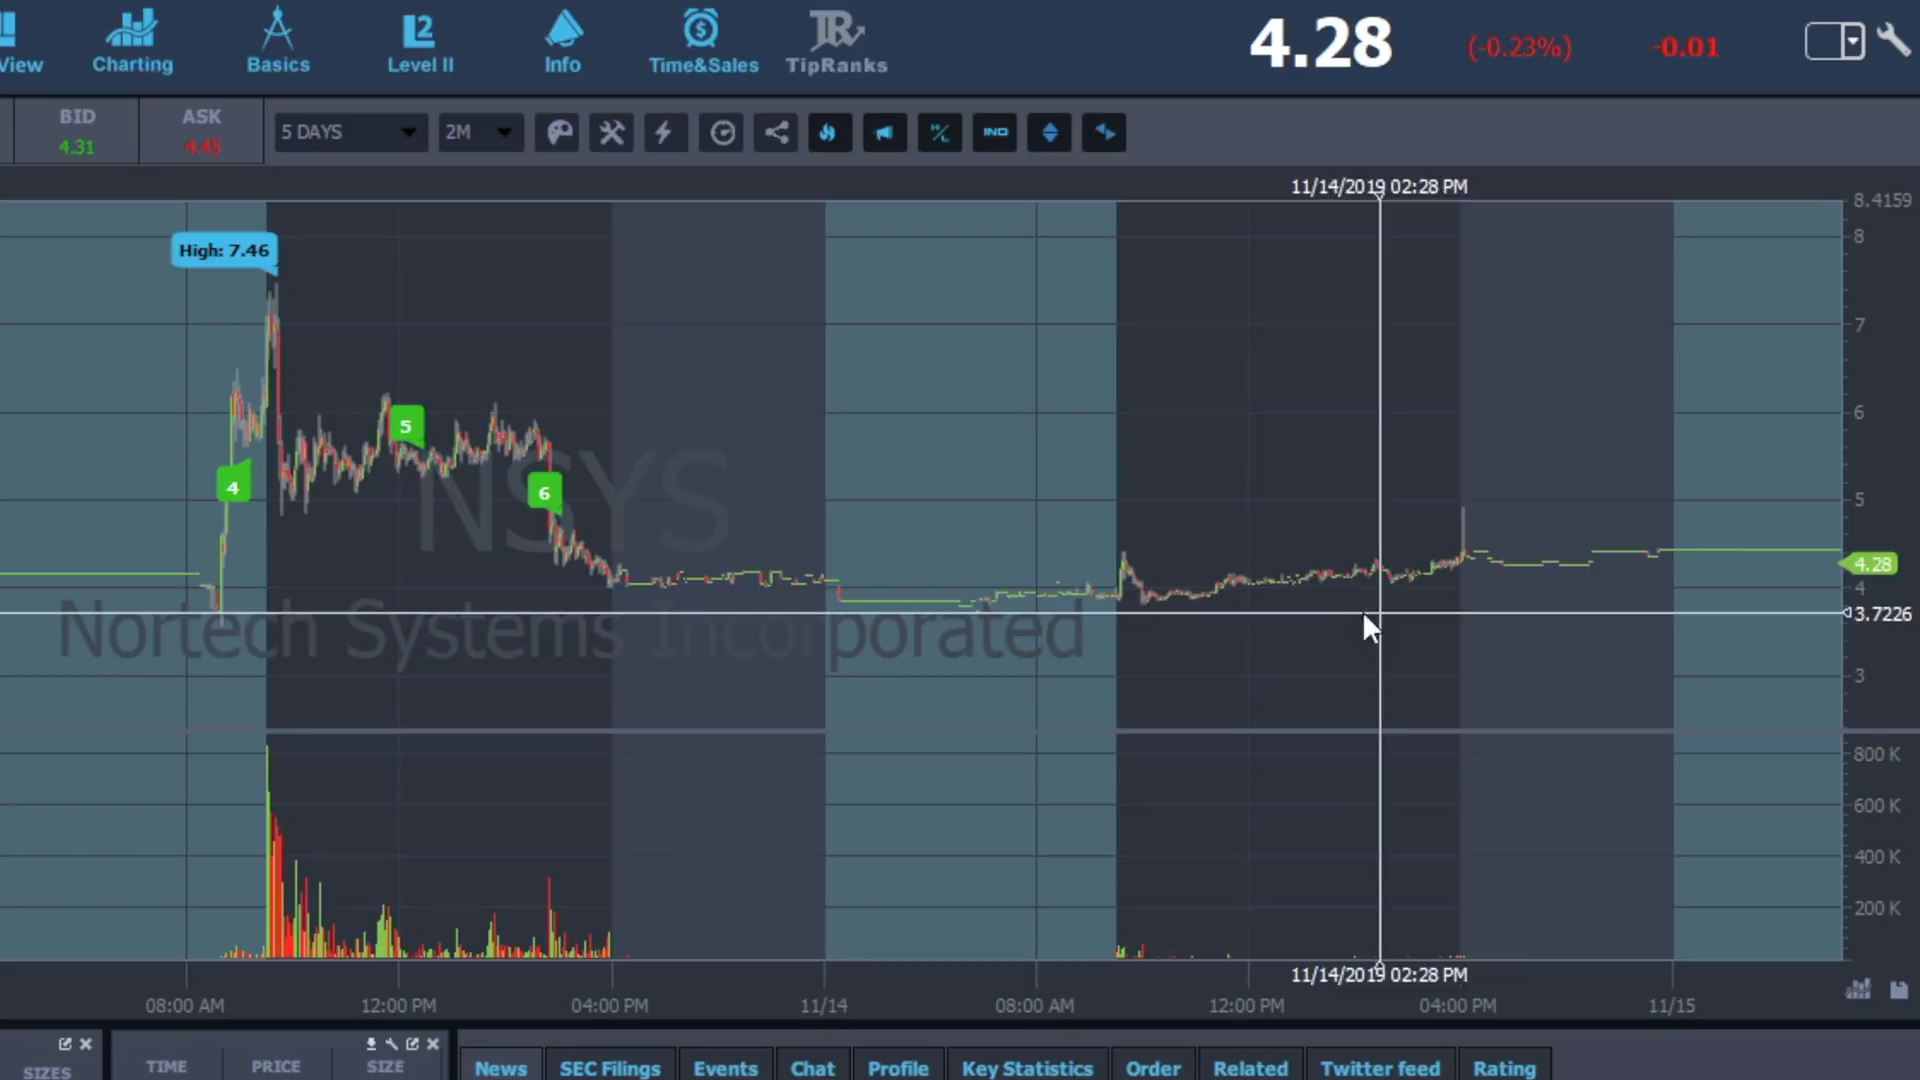 View Charting Basics Level II Info Time&Sales TipRanks 4.28 (-0.23%) -0.01
BID ASK
4.31 4.45
5 DAYS 2M IND
11/14/2019 02:28 PM
8.4159
8
High: 7.46
7
6
5
4
6
5
NSYS
4.28
4
3.7226
Nortech Systems Incorporated
3
800 K
600 K
400 K
200 K
11/14/2019 02:28 PM
08:00 AM 12:00 PM 04:00 PM 11/14 08:00 AM 12:00 PM 04:00 PM 11/15
SIZES TIME PRICE SIZE News SEC Filings Events Chat Profile Key Statistics Order Related Twitter feed Rating